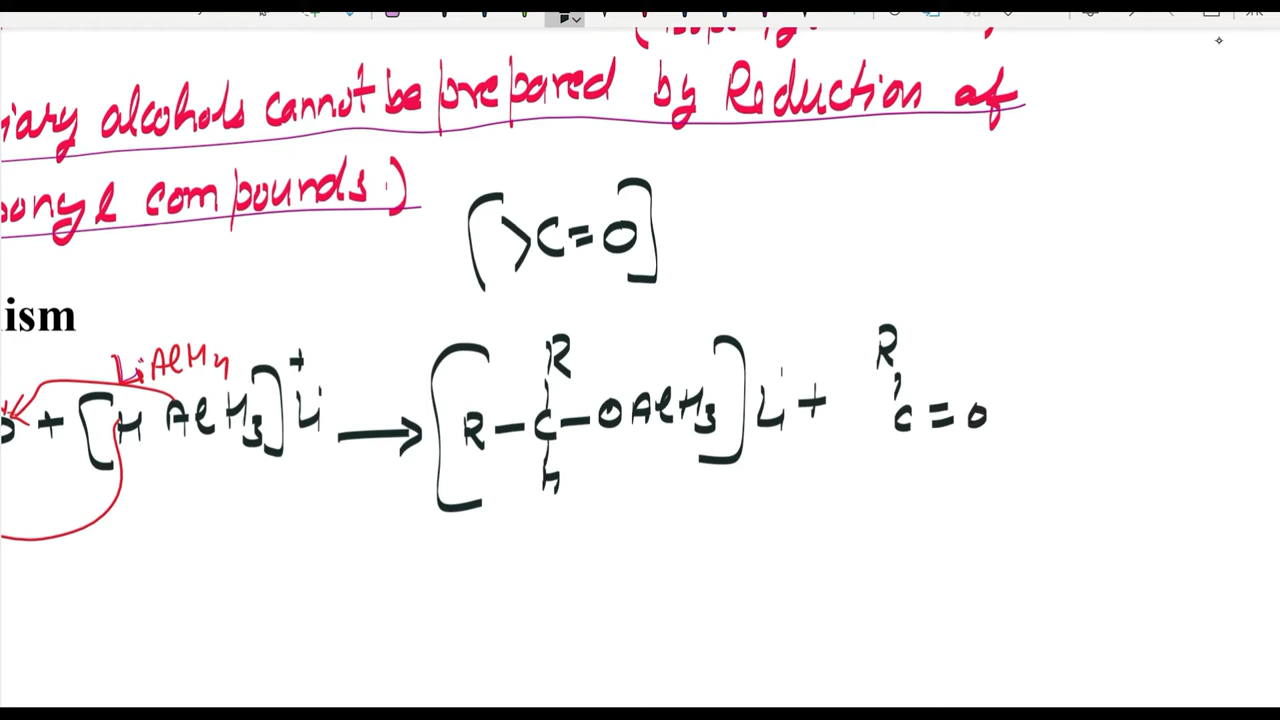 iary alcohols cannot be prepared by Reduction of
onyl compounds.)
[>C=O]
ism
LiAlH4
+ [H AlH3]+Li → [R-C-OAlH3]Li + C=O
R
H
R